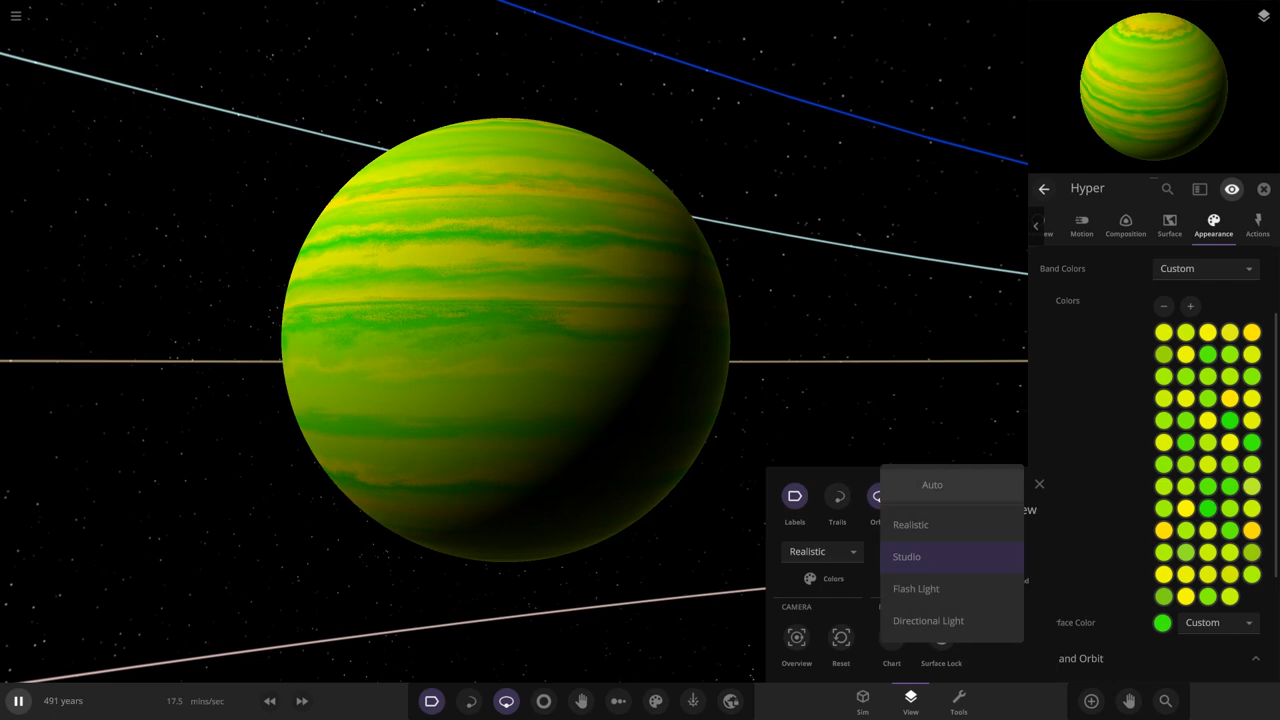 Hyper
ew
Motion
Composition
Surface
Appearance
Actions
Band Colors
Custom
Colors
face Color
Custom
and Orbit
Auto
Realistic
Studio
Flash Light
Directional Light
ew
Labels
Trails
Or
Realistic
Colors
CAMERA
Overview
Reset
Chart
Surface Lock
491 years
17.5 mins/sec
Sim
View
Tools